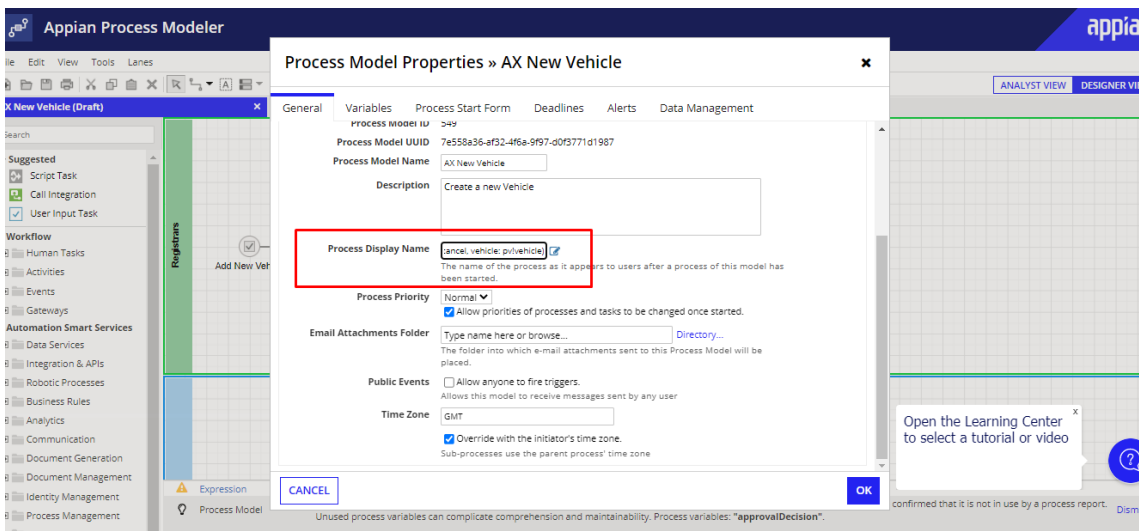 Appian Process Modeler
appia
File Edit View Tools Lanes
ANALYST VIEW DESIGNER VIE
AX New Vehicle (Draft) x
Search
Suggested
Script Task
Call Integration
User Input Task
Workflow
Human Tasks
Activities
Events
Gateways
Automation Smart Services
Data Services
Integration & APIs
Robotic Processes
Business Rules
Analytics
Communication
Document Generation
Document Management
Identity Management
Process Management
Registrars
Add New Veh
Process Model Properties » AX New Vehicle
General Variables Process Start Form Deadlines Alerts Data Management
Process Model ID 549
Process Model UUID 7e558a36-af32-4f6a-9f97-d0f3771d1987
Process Model Name AX New Vehicle
Description Create a new Vehicle
Process Display Name :ancel, vehicle: pv!vehicle)
The name of the process as it appears to users after a process of this model has
been started.
Process Priority Normal
Allow priorities of processes and tasks to be changed once started.
Email Attachments Folder Type name here or browse... Directory...
The folder into which e-mail attachments sent to this Process Model will be
placed.
Public Events Allow anyone to fire triggers.
Allows this model to receive messages sent by any user
Time Zone GMT
Override with the initiator's time zone.
Sub-processes use the parent process' time zone
CANCEL OK
Open the Learning Center x
to select a tutorial or video
Expression
Process Model
confirmed that it is not in use by a process report. Dism
Unused process variables can complicate comprehension and maintainability. Process variables: "approvalDecision".